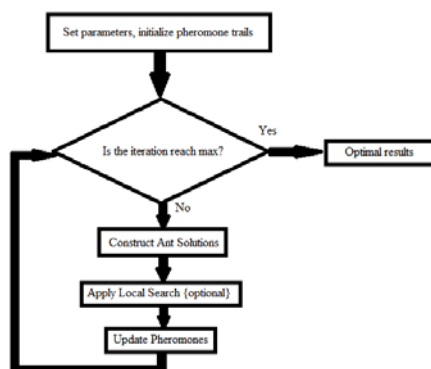 Set parameters, initialize pheromone trails
Yes
Is the iteration reach max?
Optimal results
No
Construct Ant Solutions
Apply Local Search {optional}
Update Pheromones